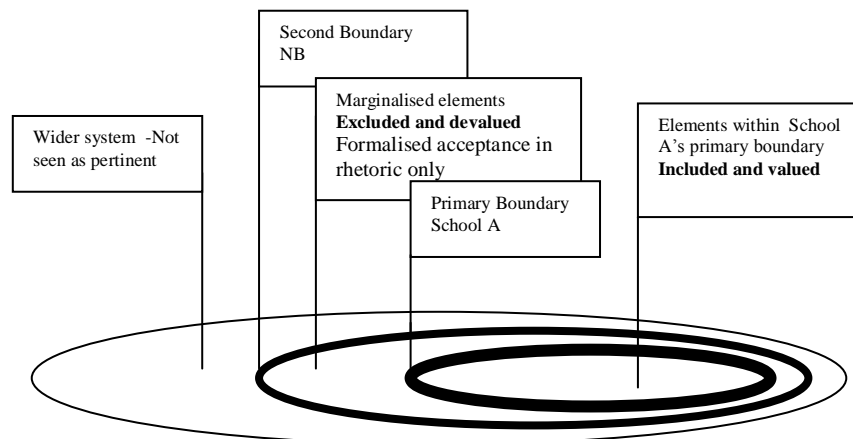 Second Boundary
NB
Marginalised elements
Excluded and devalued
Formalised acceptance in
rhetoric only
Wider system -Not
seen as pertinent
Elements within School
A's primary boundary
Included and valued
Primary Boundary
School A